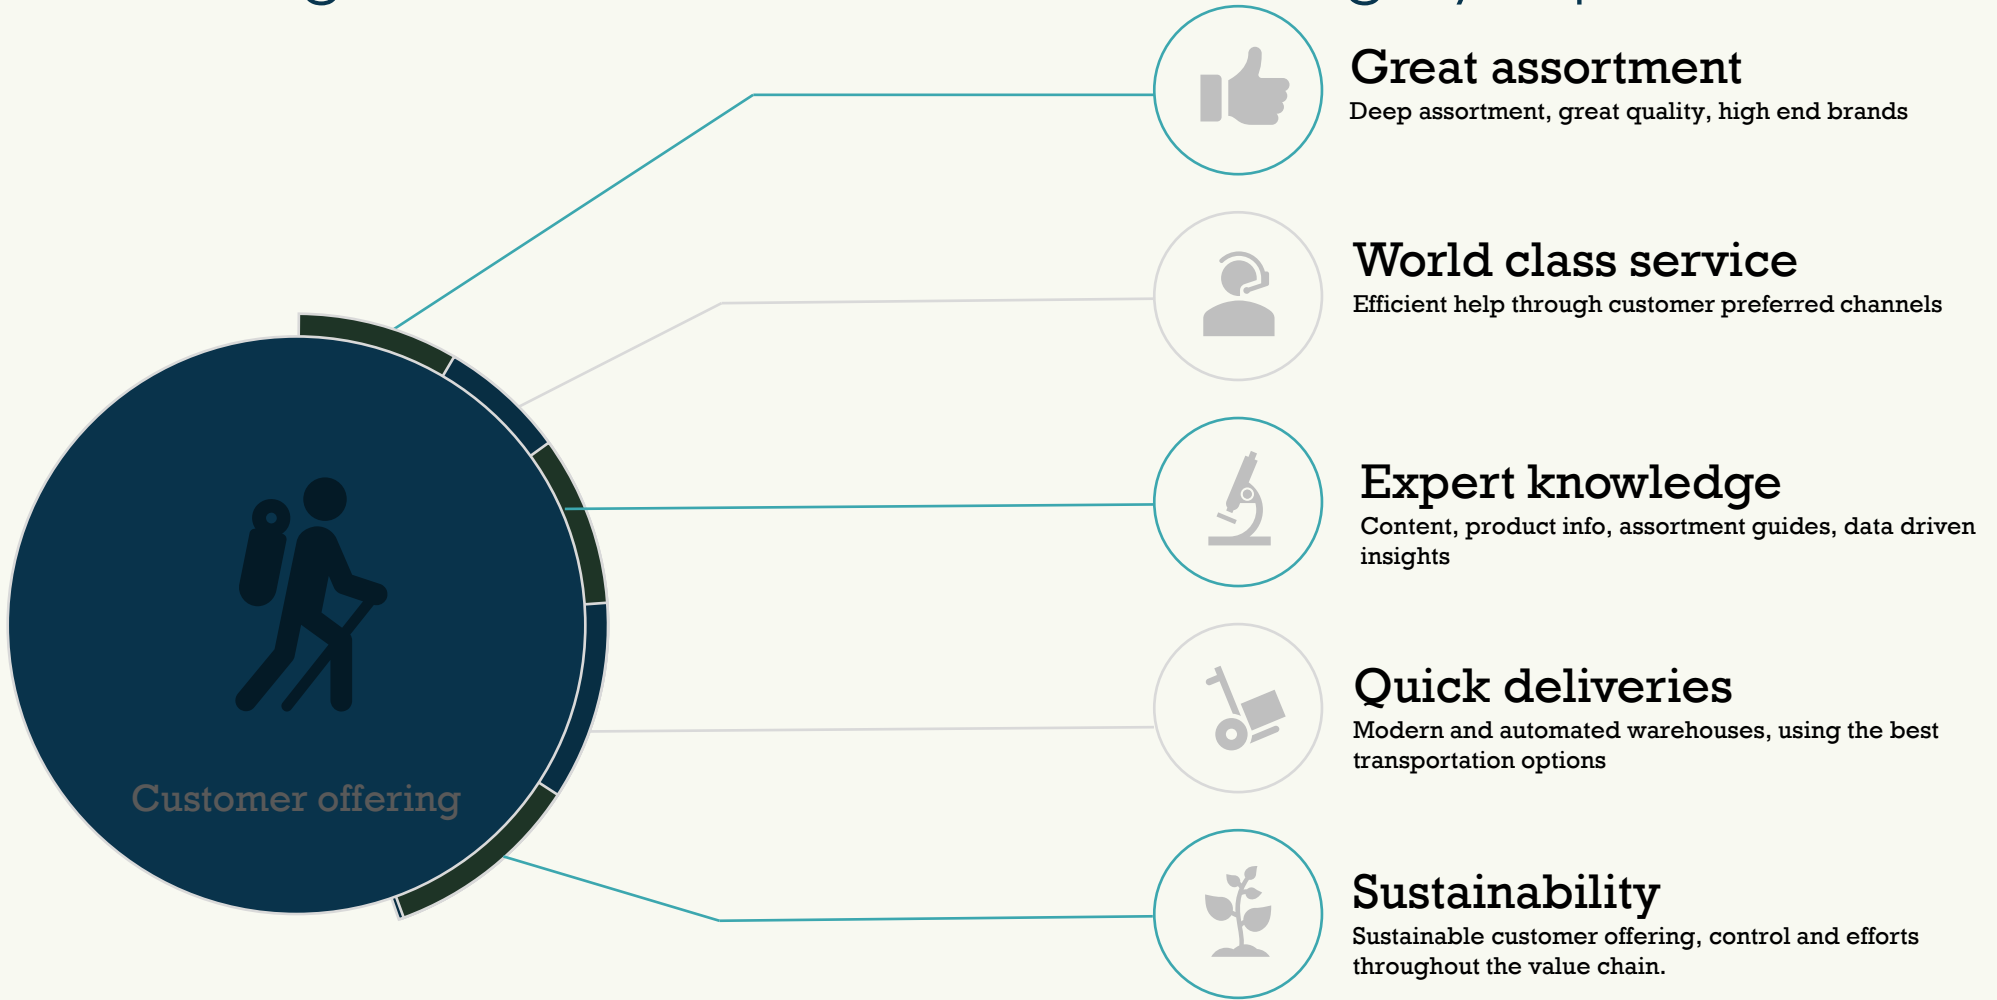 Great assortment
Deep assortment, great quality, high end brands
World class service
Efficient help through customer preferred channels
Expert knowledge
Content, product info, assortment guides, data driven
insights
Customer offering
Quick deliveries
Modern and automated warehouses, using the best
transportation options
Sustainability
Sustainable customer offering, control and efforts
throughout the value chain.